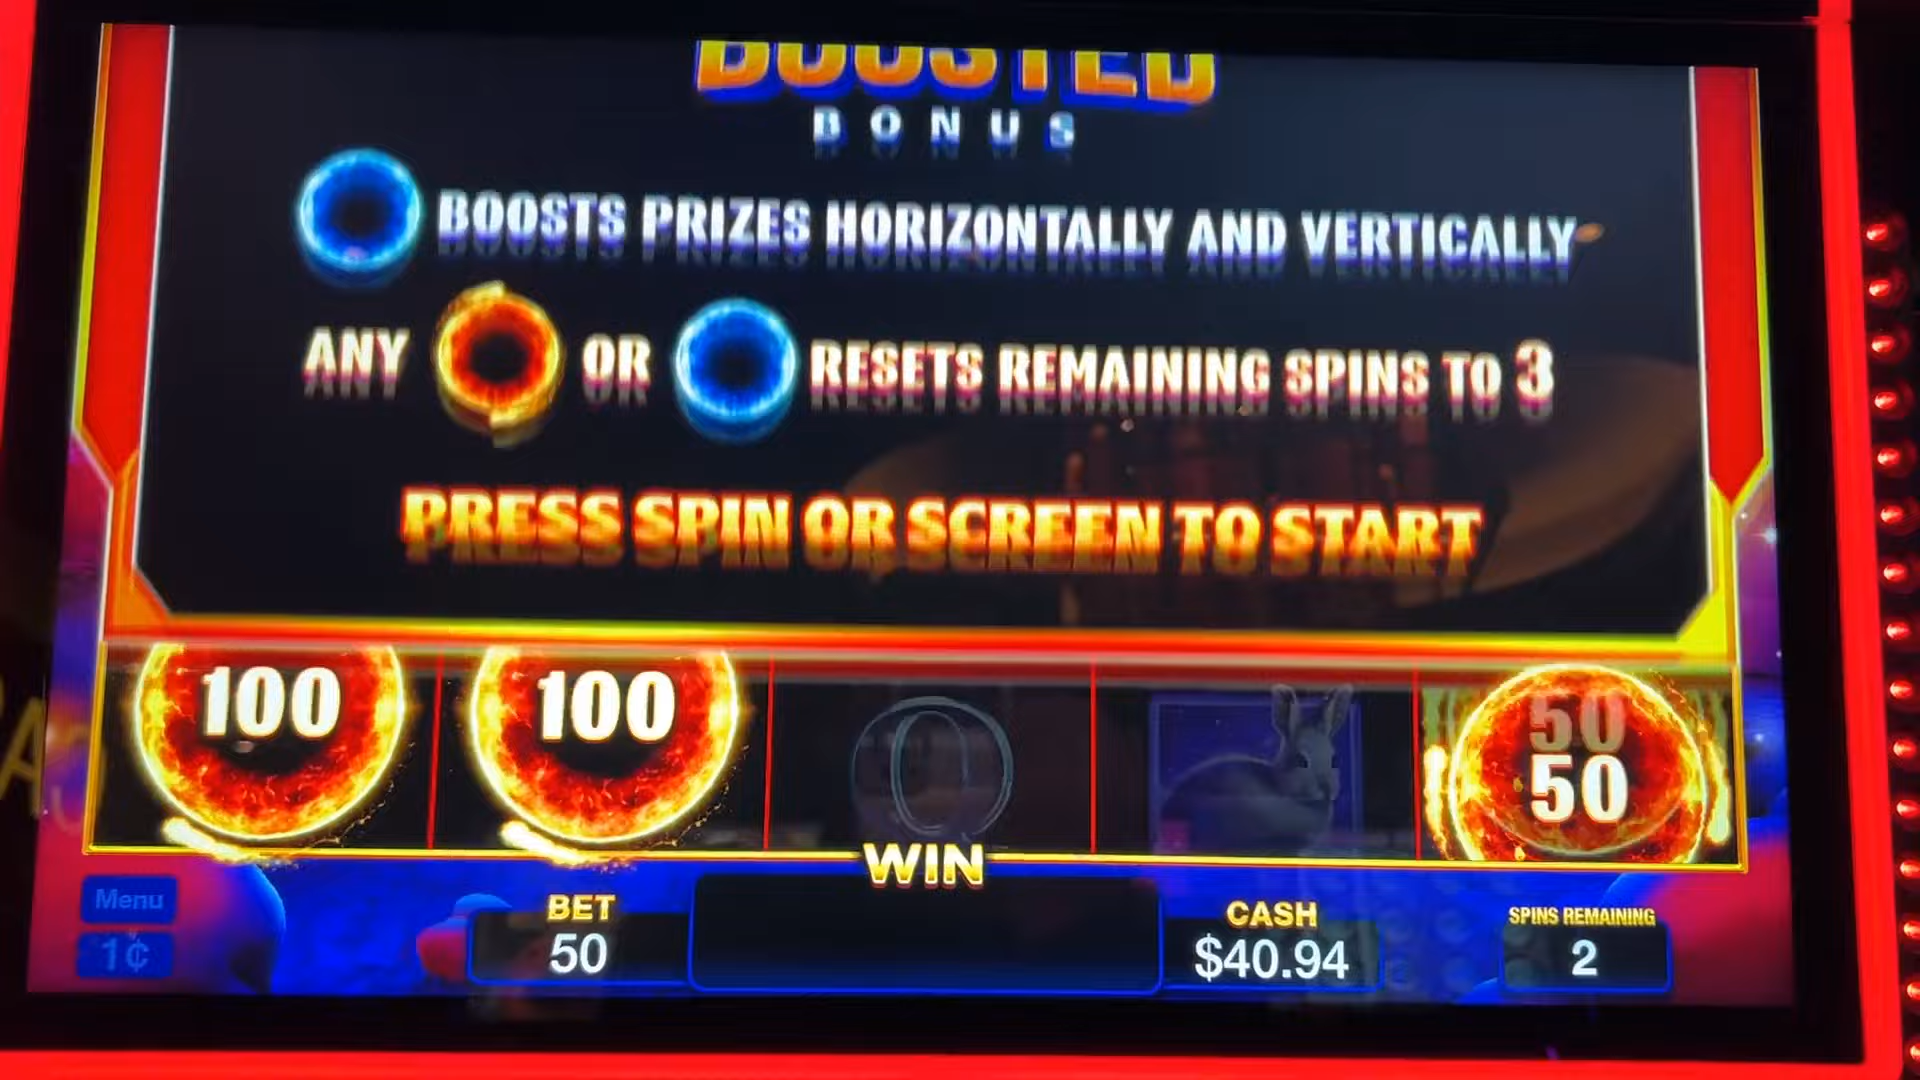 BOOSTED
BONUS
BOOSTS PRIZES HORIZONTALLY AND VERTICALLY
ANY OR RESETS REMAINING SPINS TO 3
PRESS SPIN OR SCREEN TO START
100 100 Q 50
50
WIN
Menu
1¢
BET
50
CASH
$40.94
SPINS REMAINING
2